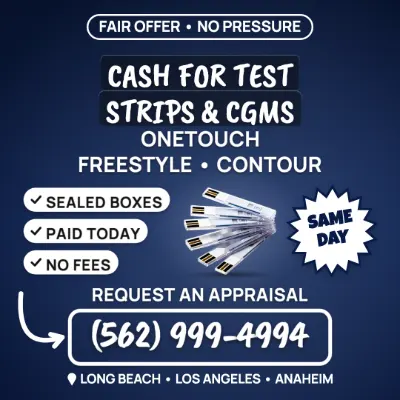 FAIR OFFER • NO PRESSURE
CASH FOR TEST
STRIPS & CGMS
ONETOUCH
FREESTYLE • CONTOUR
✓ SEALED BOXES
✓ PAID TODAY
✓ NO FEES
SAME
DAY
REQUEST AN APPRAISAL
(562) 999-4994
LONG BEACH • LOS ANGELES • ANAHEIM